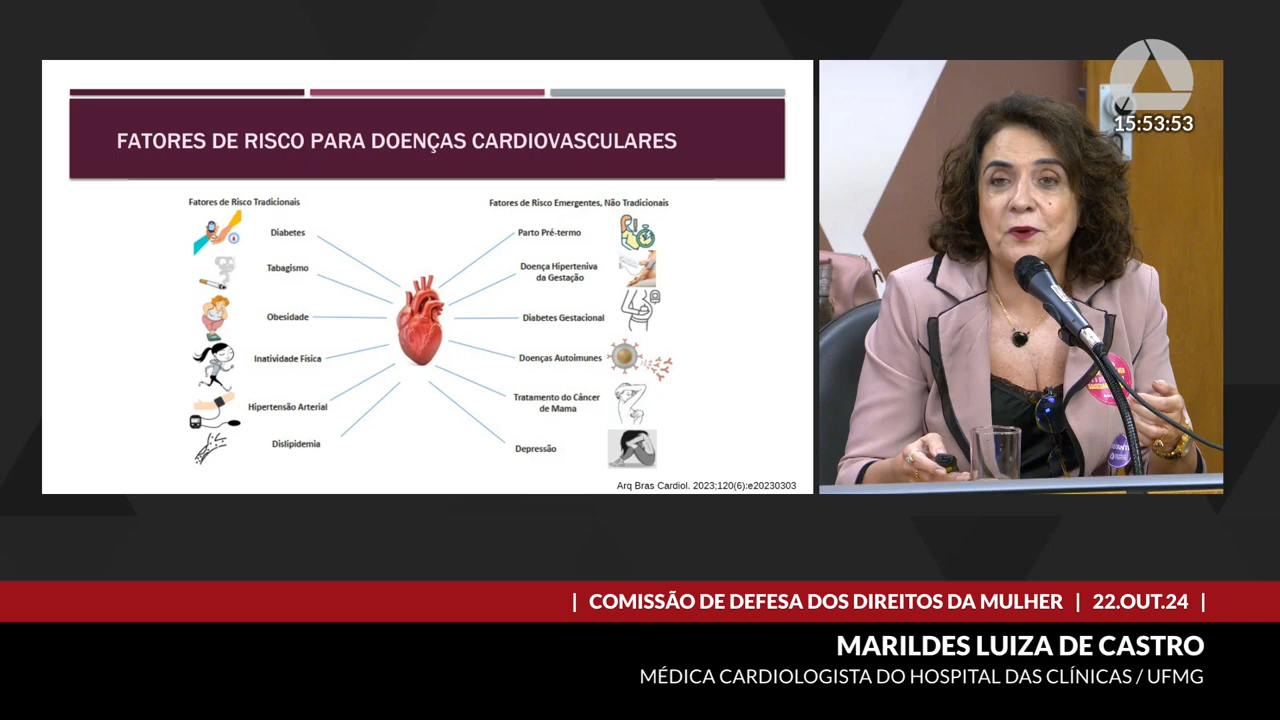 15:53:53
FATORES DE RISCO PARA DOENÇAS CARDIOVASCULARES
Fatores de Risco Tradicionais
Diabetes
Tabagismo
Obesidade
Inatividade Física
Hipertensão Arterial
Dislipidemia
Fatores de Risco Emergentes, Não Tradicionais
Parto Pré-termo
Doença Hiperteniva
da Gestação
Diabetes Gestacional
Doenças Autoimunes
Tratamento do Câncer
de Mama
Depressão
Arq Bras Cardiol. 2023;120(6):e20230303
| COMISSÃO DE DEFESA DOS DIREITOS DA MULHER | 22.OUT.24 |
MARILDES LUIZA DE CASTRO
MÉDICA CARDIOLOGISTA DO HOSPITAL DAS CLÍNICAS / UFMG